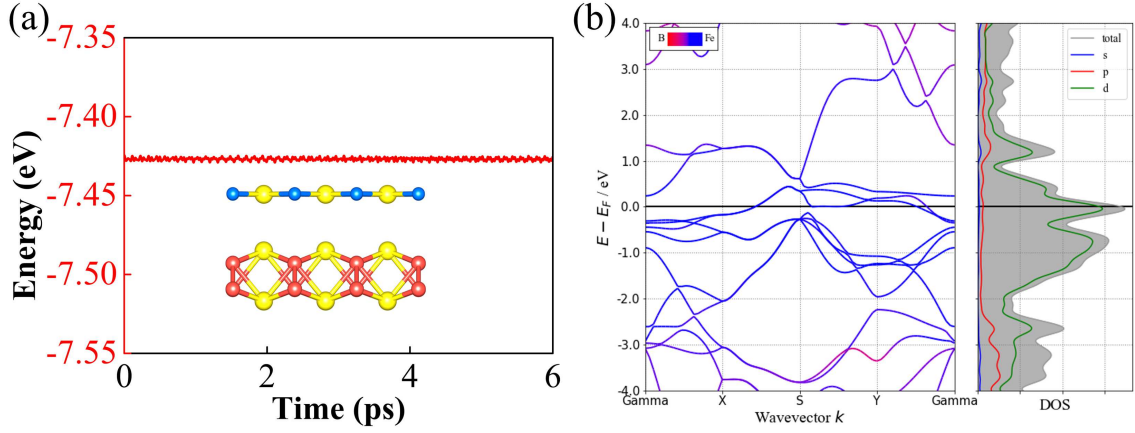 (a)
Energy (eV)
-7.35
-7.40
-7.45
-7.50
-7.55
0
2
4
6
Time (ps)
(b)
B Fe
E − E_F / eV
4.0
3.0
2.0
1.0
0.0
-1.0
-2.0
-3.0
-4.0
Gamma X S Y Gamma
Wavevector k
total
s
p
d
DOS